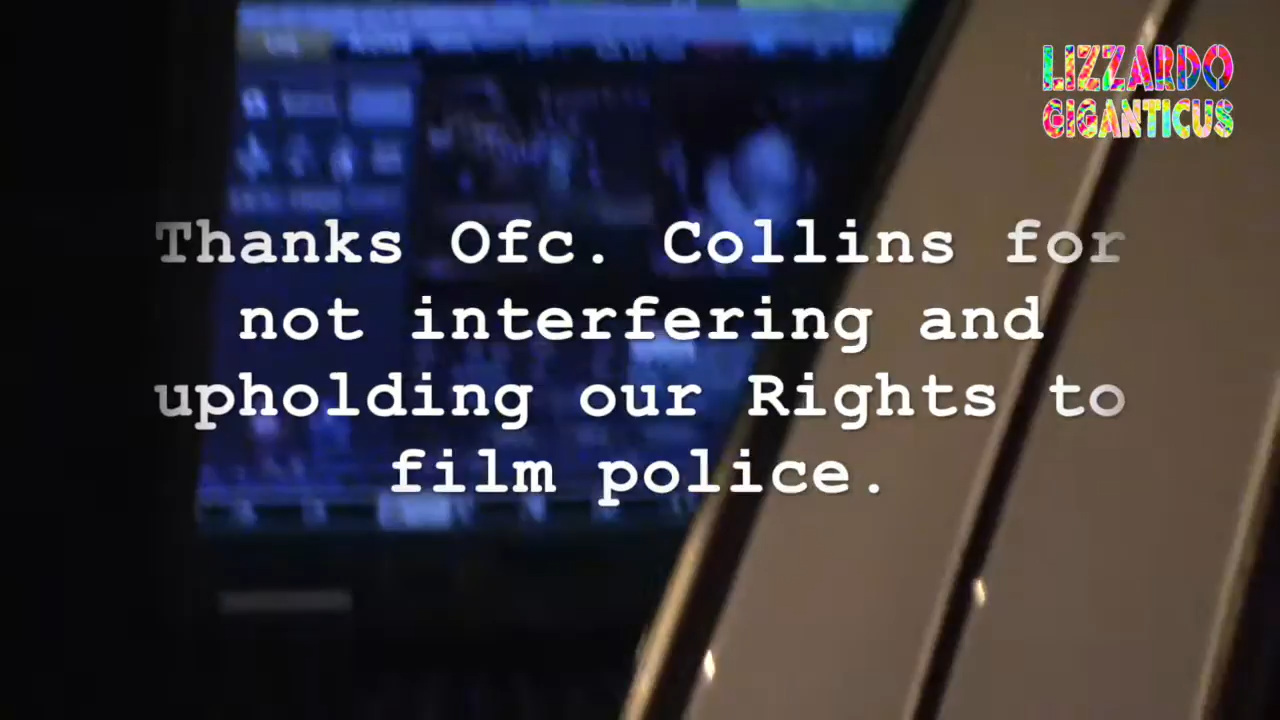 LIZZARDO
GIGANTICUS
Thanks Ofc. Collins for
not interfering and
upholding our Rights to
film police.